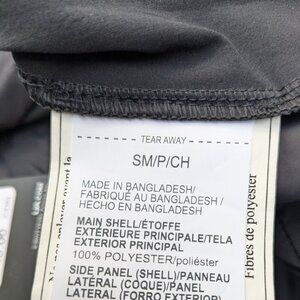 - TEAR AWAY -
SM/P/CH
MADE IN BANGLADESH/
FABRIQUÉ AU BANGLADESH/
HECHO EN BANGLADESH
MAIN SHELL/ÉTOFFE
EXTÉRIEURE PRINCIPALE/TELA
EXTERIOR PRINCIPAL
100% POLYESTER/poliéster
SIDE PANEL (SHELL)/PANNEAU
LATÉRAL (COQUE)/PANEL
LATERAL (FORRO EXTERIOR)
Fibres de polyester